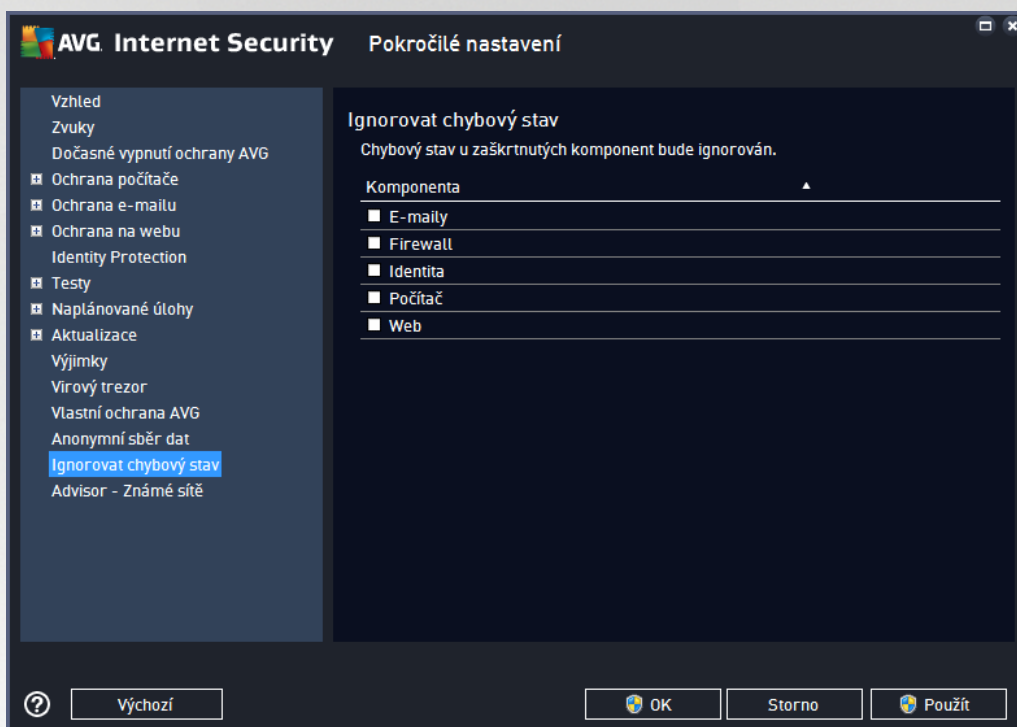 AVG. Internet Security Pokročilé nastavení
Vzhled
Zvuky
Dočasné vypnutí ochrany AVG
Ochrana počítače
Ochrana e-mailu
Ochrana na webu
Identity Protection
Testy
Naplánované úlohy
Aktualizace
Výjimky
Virový trezor
Vlastní ochrana AVG
Anonymní sběr dat
Ignorovat chybový stav
Advisor - Známé sítě
Ignorovat chybový stav
Chybový stav u zaškrtnutých komponent bude ignorován.
Komponenta
E-maily
Firewall
Identita
Počítač
Web
Výchozí
OK
Storno
Použít